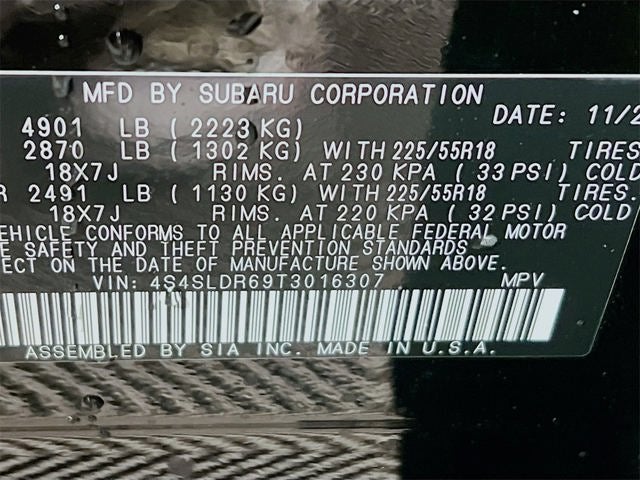 MFD BY SUBARU CORPORATION
DATE: 11/2
4901 LB ( 2223 KG)
2870 LB ( 1302 KG) WITH 225/55R18 TIRES
18X7J RIMS. AT 230 KPA ( 33 PSI) COLD
R 2491 LB ( 1130 KG) WITH 225/55R18 TIRES.
18X7J RIMS. AT 220 KPA ( 32 PSI) COLD
EHICLE CONFORMS TO ALL APPLICABLE FEDERAL MOTOR
E SAFETY AND THEFT PREVENTION STANDARDS
ECT ON THE DATE OF MANUFACTURE SHOWN ABOVE.
VIN: 4S4SLDR69T3016307 MPV
ASSEMBLED BY SIA INC. MADE IN U.S.A.